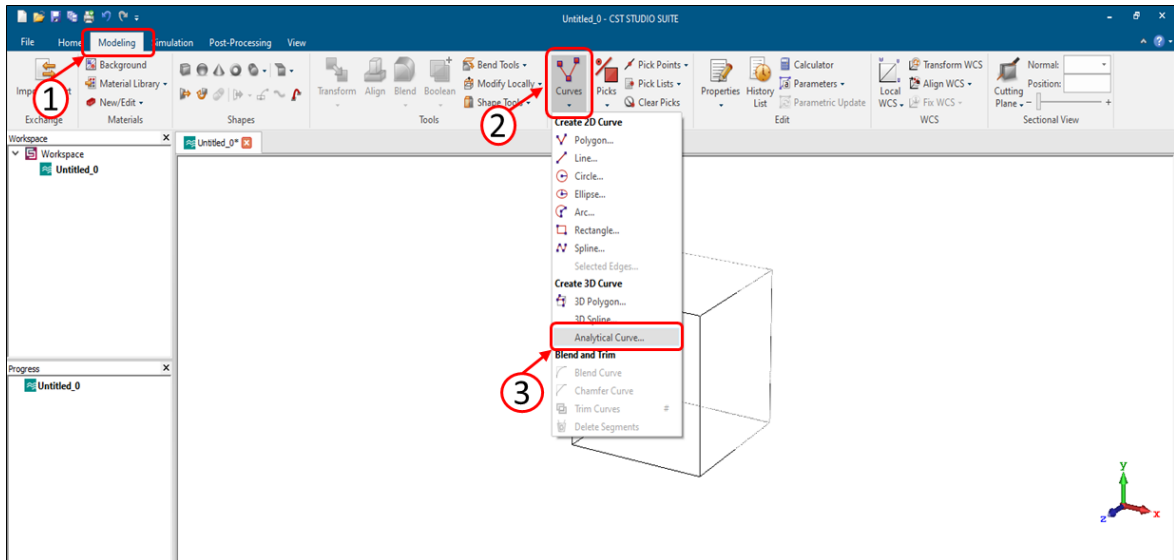 Untitled_0 - CST STUDIO SUITE
File Home Modeling Simulation Post-Processing View
1
Background
Material Library
New/Edit
Exchange
Materials
Shapes
Transform Align Blend Boolean
Bend Tools
Modify Locally
Shape Tools
Tools
2
Curves
Picks
Pick Points
Pick Lists
Clear Picks
Properties
History
List
Calculator
Parameters
Parametric Update
Edit
Local
WCS
Transform WCS
Align WCS
Fix WCS
WCS
Cutting
Plane
Normal:
Position:
Sectional View
Workspace
Workspace
Untitled_0
Untitled_0*
Create 2D Curve
Polygon...
Line...
Circle...
Ellipse...
Arc...
Rectangle...
Spline...
Selected Edges...
Create 3D Curve
3D Polygon...
3D Spline...
Analytical Curve...
Blend and Trim
Blend Curve
Chamfer Curve
Trim Curves
Delete Segments
3
Progress
Untitled_0
y
z
x